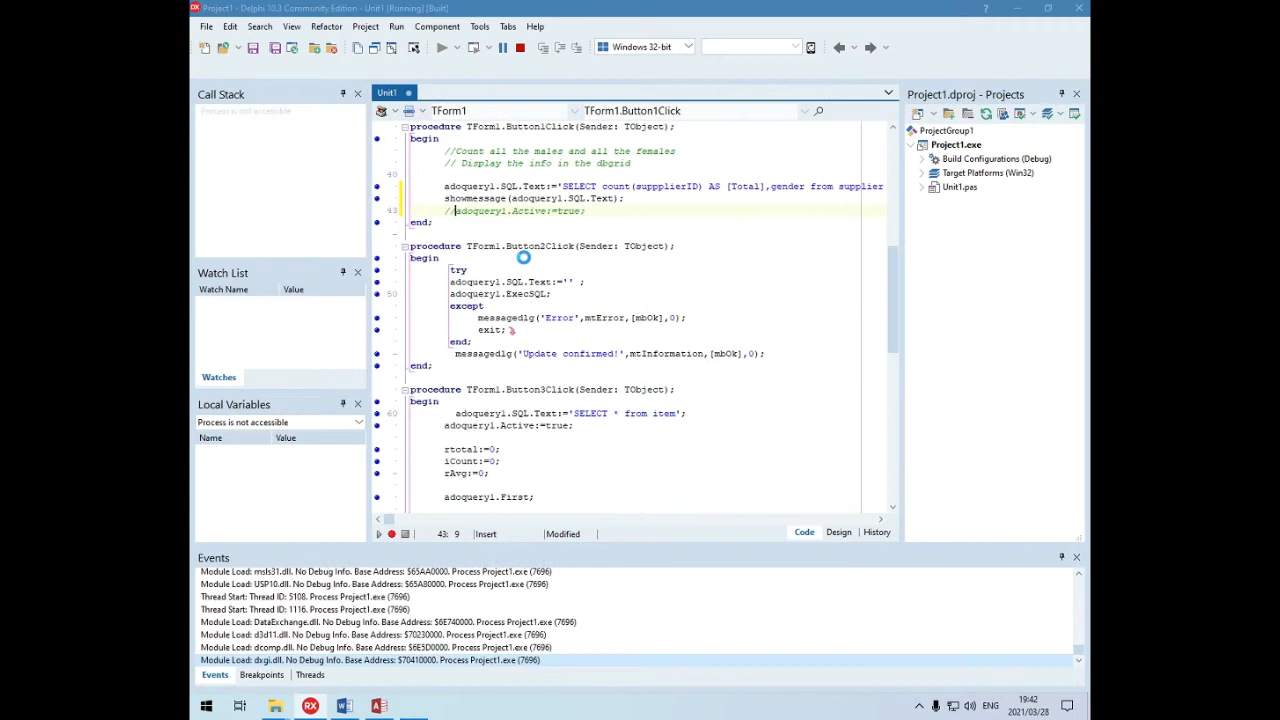 Project1 - Delphi 10.3 Community Edition - Unit1 [Running] [Built]
File Edit Search View Refactor Project Run Component Tools Tabs Help
Windows 32-bit
Call Stack
Process is not accessible
Watch List
Watch Name Value
Watches
Local Variables
Process is not accessible
Name Value
Unit1
TForm1 TForm1.Button1Click
procedure TForm1.Button1Click(Sender: TObject);
begin
//Count all the males and all the females
// Display the info in the dbgrid
40
adoquery1.SQL.Text:='SELECT count(suppplierID) AS [Total],gender from supplier
showmessage(adoquery1.SQL.Text);
43 //adoquery1.Active:=true;
end;
procedure TForm1.Button2Click(Sender: TObject);
begin
try
adoquery1.SQL.Text:='' ;
50 adoquery1.ExecSQL;
except
messagedlg('Error',mtError,[mbOk],0);
exit;
end;
messagedlg('Update confirmed!',mtInformation,[mbOk],0);
end;
procedure TForm1.Button3Click(Sender: TObject);
begin
60 adoquery1.SQL.Text:='SELECT * from item';
adoquery1.Active:=true;
rtotal:=0;
iCount:=0;
rAvg:=0;
adoquery1.First;
43: 9 Insert Modified Code Design History
Project1.dproj - Projects
ProjectGroup1
Project1.exe
Build Configurations (Debug)
Target Platforms (Win32)
Unit1.pas
Events
Module Load: msls31.dll. No Debug Info. Base Address: $65AA0000. Process Project1.exe (7696)
Module Load: USP10.dll. No Debug Info. Base Address: $65A80000. Process Project1.exe (7696)
Thread Start: Thread ID: 5108. Process Project1.exe (7696)
Thread Start: Thread ID: 1116. Process Project1.exe (7696)
Module Load: DataExchange.dll. No Debug Info. Base Address: $6E740000. Process Project1.exe (7696)
Module Load: d3d11.dll. No Debug Info. Base Address: $70230000. Process Project1.exe (7696)
Module Load: dcomp.dll. No Debug Info. Base Address: $6E5D0000. Process Project1.exe (7696)
Module Load: dxgi.dll. No Debug Info. Base Address: $70410000. Process Project1.exe (7696)
Events Breakpoints Threads
RX
ENG
19:42
2021/03/28